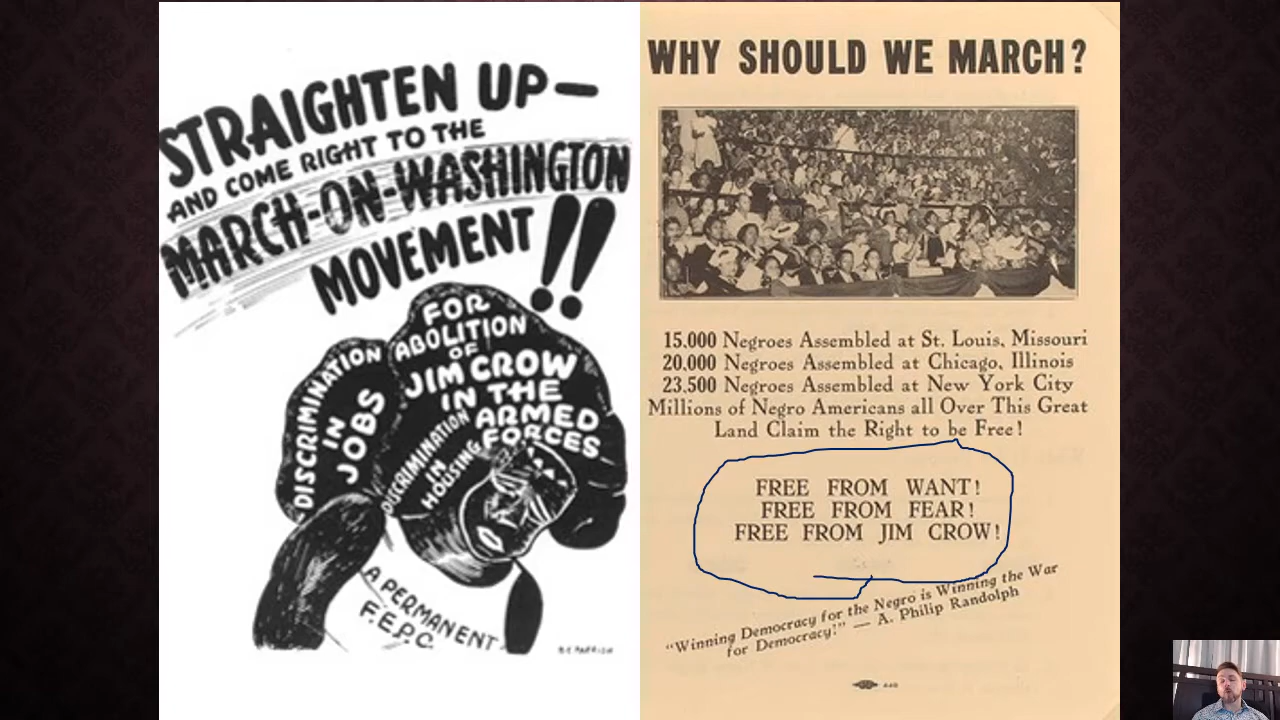 STRAIGHTEN UP—
AND COME RIGHT TO THE
MARCH-ON-WASHINGTON
MOVEMENT!!
DISCRIMINATION
IN
JOBS
FOR
ABOLITION
OF
JIM CROW
IN THE
ARMED
FORCES
DISCRIMINATION
IN
HOUSING
A PERMANENT
F.E.P.C.
WHY SHOULD WE MARCH?
15.000 Negroes Assembled at St. Louis, Missouri
20.000 Negroes Assembled at Chicago, Illinois
23.500 Negroes Assembled at New York City
Millions of Negro Americans all Over This Great
Land Claim the Right to be Free!
FREE FROM WANT!
FREE FROM FEAR!
FREE FROM JIM CROW!
"Winning Democracy for the Negro is Winning the War
for Democracy!" — A. Philip Randolph